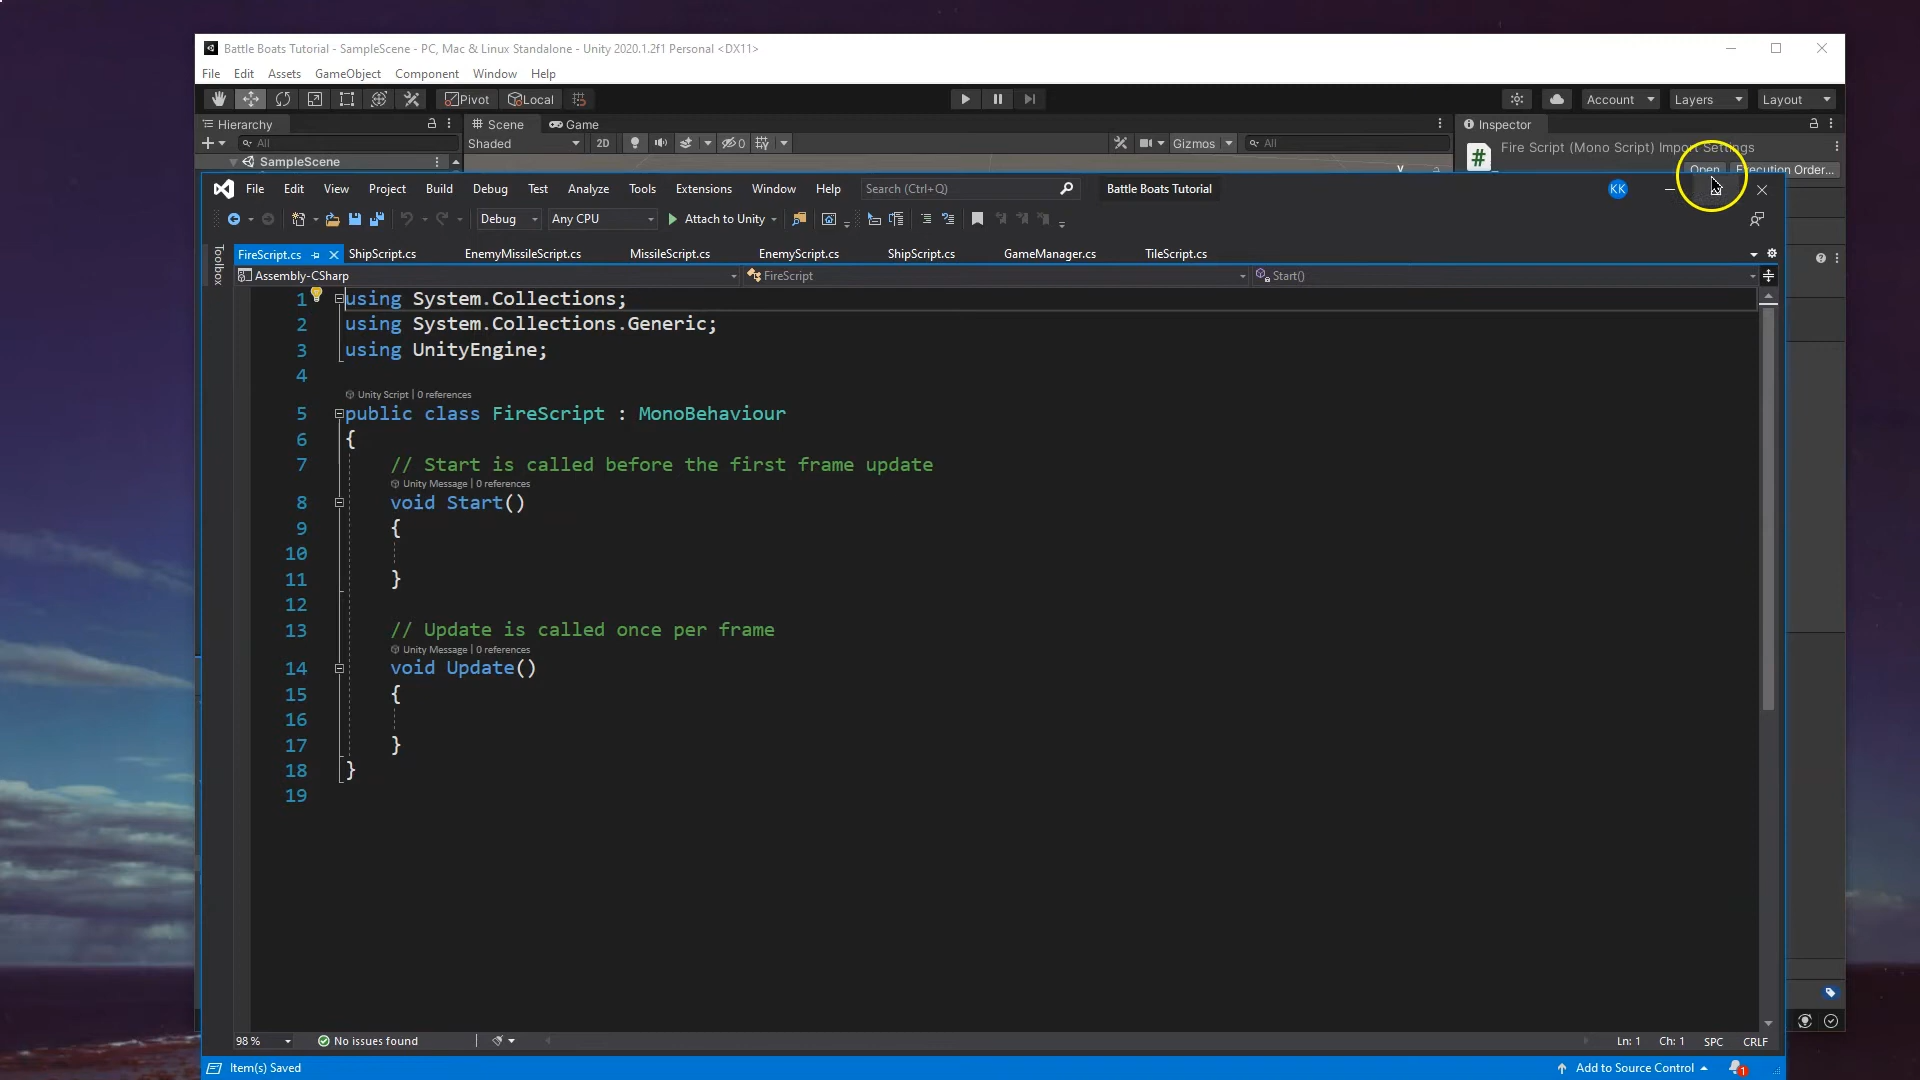 Battle Boats Tutorial - SampleScene - PC, Mac & Linux Standalone - Unity 2020.1.2f1 Personal <DX11>
File Edit Assets GameObject Component Window Help
Pivot Local Account Layers Layout
Hierarchy Scene Game Inspector
All Shaded 2D 0 Gizmos All
SampleScene
Fire Script (Mono Script) Import Settings
Open Execution Order...
File Edit View Project Build Debug Test Analyze Tools Extensions Window Help Search (Ctrl+Q) Battle Boats Tutorial KK
Debug Any CPU Attach to Unity
Toolbox
FireScript.cs ShipScript.cs EnemyMissileScript.cs MissileScript.cs EnemyScript.cs ShipScript.cs GameManager.cs TileScript.cs
Assembly-CSharp FireScript Start()
1 using System.Collections;
2 using System.Collections.Generic;
3 using UnityEngine;
4
Unity Script | 0 references
5 public class FireScript : MonoBehaviour
6 {
7 // Start is called before the first frame update
Unity Message | 0 references
8 void Start()
9 {
10
11 }
12
13 // Update is called once per frame
Unity Message | 0 references
14 void Update()
15 {
16
17 }
18 }
19
98 % No issues found Ln: 1 Ch: 1 SPC CRLF
Item(s) Saved Add to Source Control 1